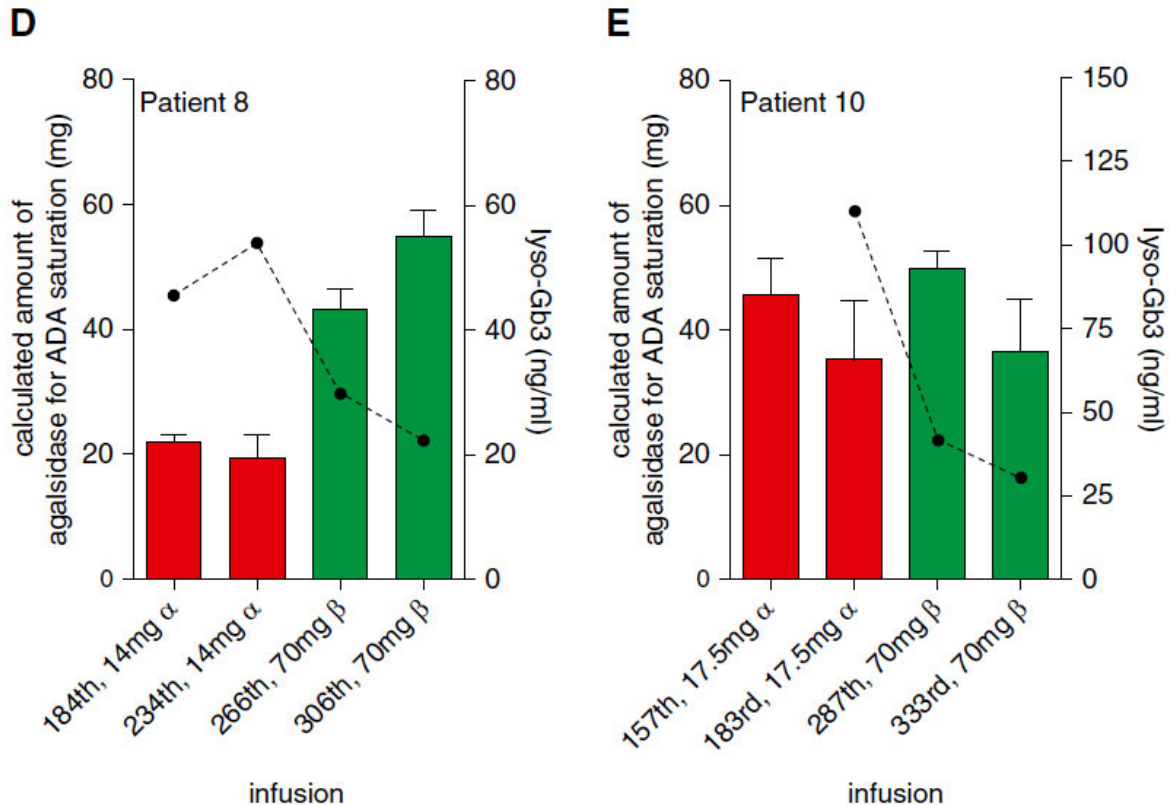 D
Patient 8
calculated amount of
agalsidase for ADA saturation (mg)
80
60
40
20
0
80
60
40
20
0
lyso-Gb3 (ng/ml)
184th, 14mg α
234th, 14mg α
266th, 70mg β
306th, 70mg β
infusion
E
Patient 10
calculated amount of
agalsidase for ADA saturation (mg)
80
60
40
20
0
150
125
100
75
50
25
0
lyso-Gb3 (ng/ml)
157th, 17.5mg α
183rd, 17.5mg α
287th, 70mg β
333rd, 70mg β
infusion